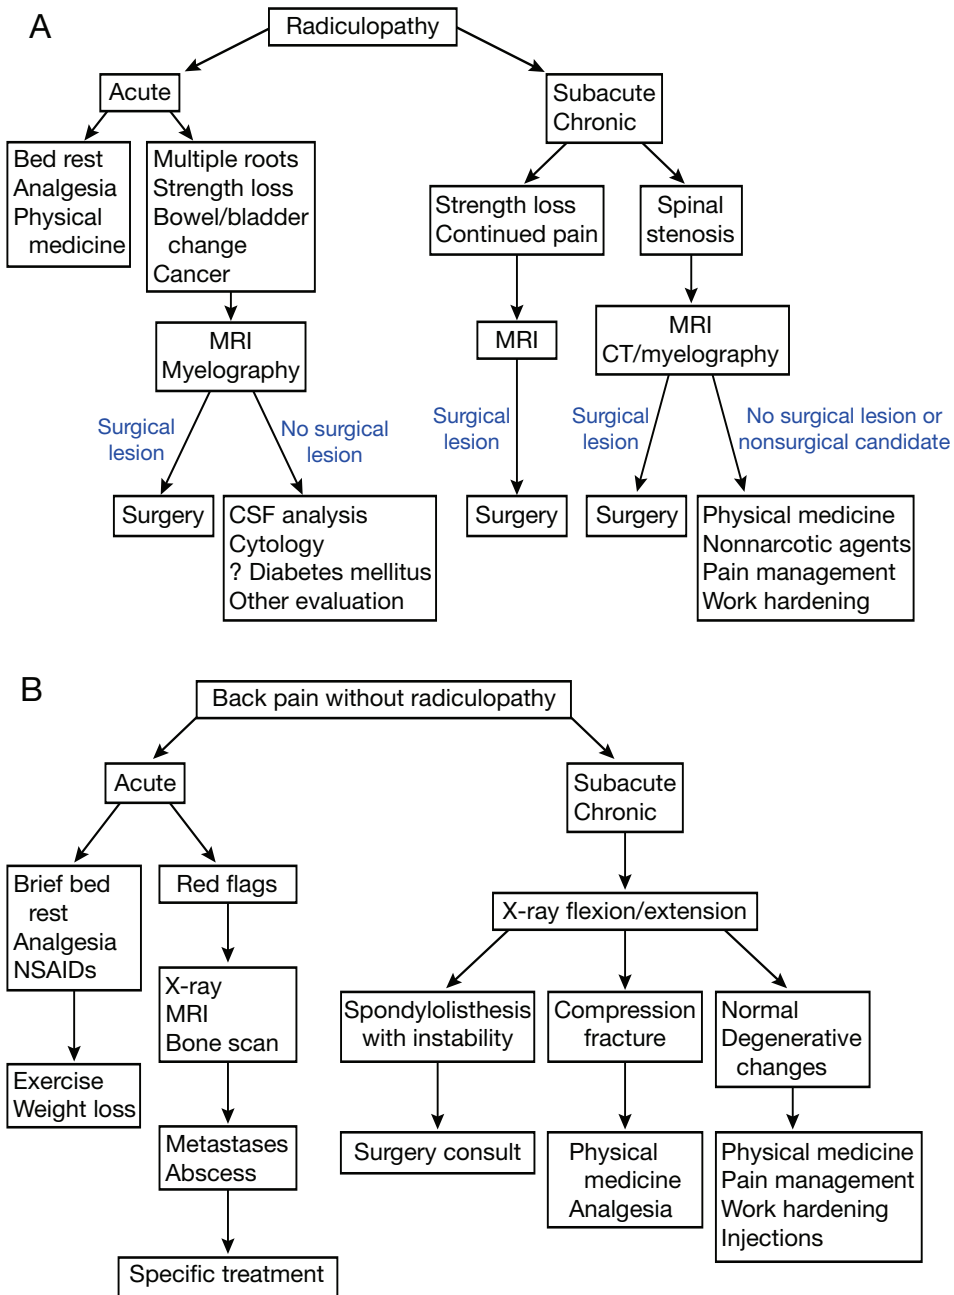 A
Radiculopathy
Acute
Subacute
Chronic
Bed rest
Analgesia
Physical
medicine
Multiple roots
Strength loss
Bowel/bladder
change
Cancer
Strength loss
Continued pain
Spinal
stenosis
MRI
Myelography
MRI
MRI
CT/myelography
Surgical
lesion
No surgical
lesion
Surgical
lesion
Surgical
lesion
No surgical lesion or
nonsurgical candidate
Surgery
CSF analysis
Cytology
? Diabetes mellitus
Other evaluation
Surgery
Surgery
Physical medicine
Nonnarcotic agents
Pain management
Work hardening
B
Back pain without radiculopathy
Acute
Subacute
Chronic
Brief bed
rest
Analgesia
NSAIDs
Red flags
X-ray flexion/extension
X-ray
MRI
Bone scan
Spondylolisthesis
with instability
Compression
fracture
Normal
Degenerative
changes
Exercise
Weight loss
Metastases
Abscess
Surgery consult
Physical
medicine
Analgesia
Physical medicine
Pain management
Work hardening
Injections
Specific treatment